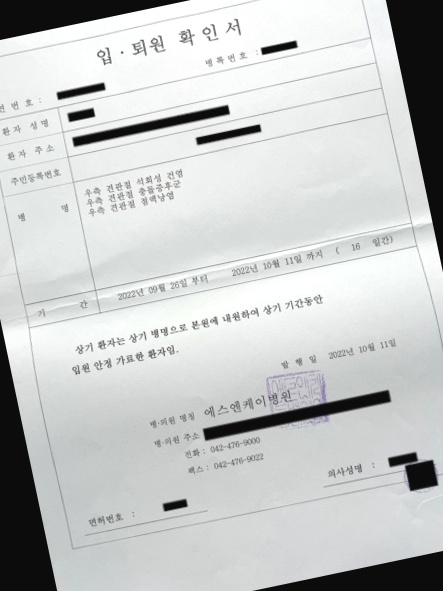 입 · 퇴원 확인서
번 호 :
병록번호 :
환자 성명
환자 주소
주민등록번호
병 명
우측 견관절 석회성 건염
우측 견관절 충돌증후군
우측 견관절 점액낭염
기 간
2022년 09월 26일 부터 2022년 10월 11일 까지 ( 16 일간)
상기 환자는 상기 병명으로 본원에 내원하여 상기 기간동안
입원 안정 가료한 환자임.
발 행 일 2022년 10월 11일
병·의원 명칭 에스엔케이병원
병·의원 주소
전화 : 042-476-9000
팩스 : 042-476-9022
면허번호 :
의사성명 :